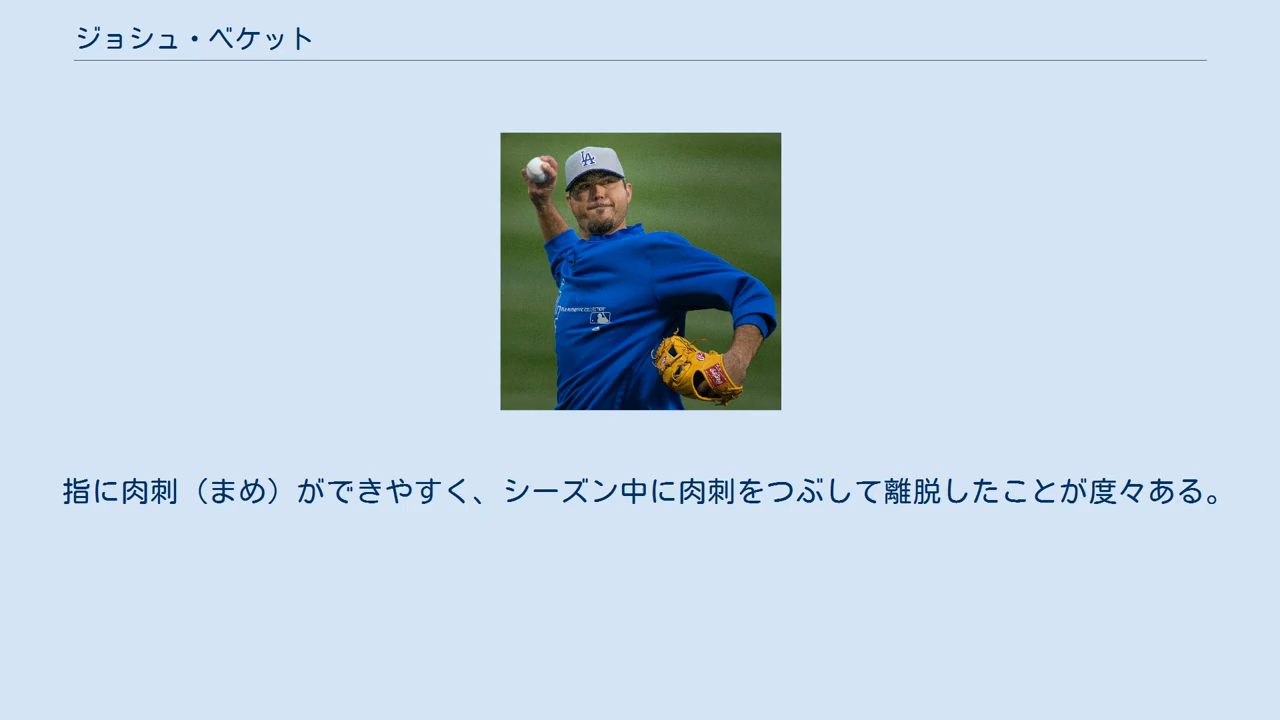 ジョシュ・ベケット
LA
指に肉刺（まめ）ができやすく、シーズン中に肉刺をつぶして離脱したことが度々ある。